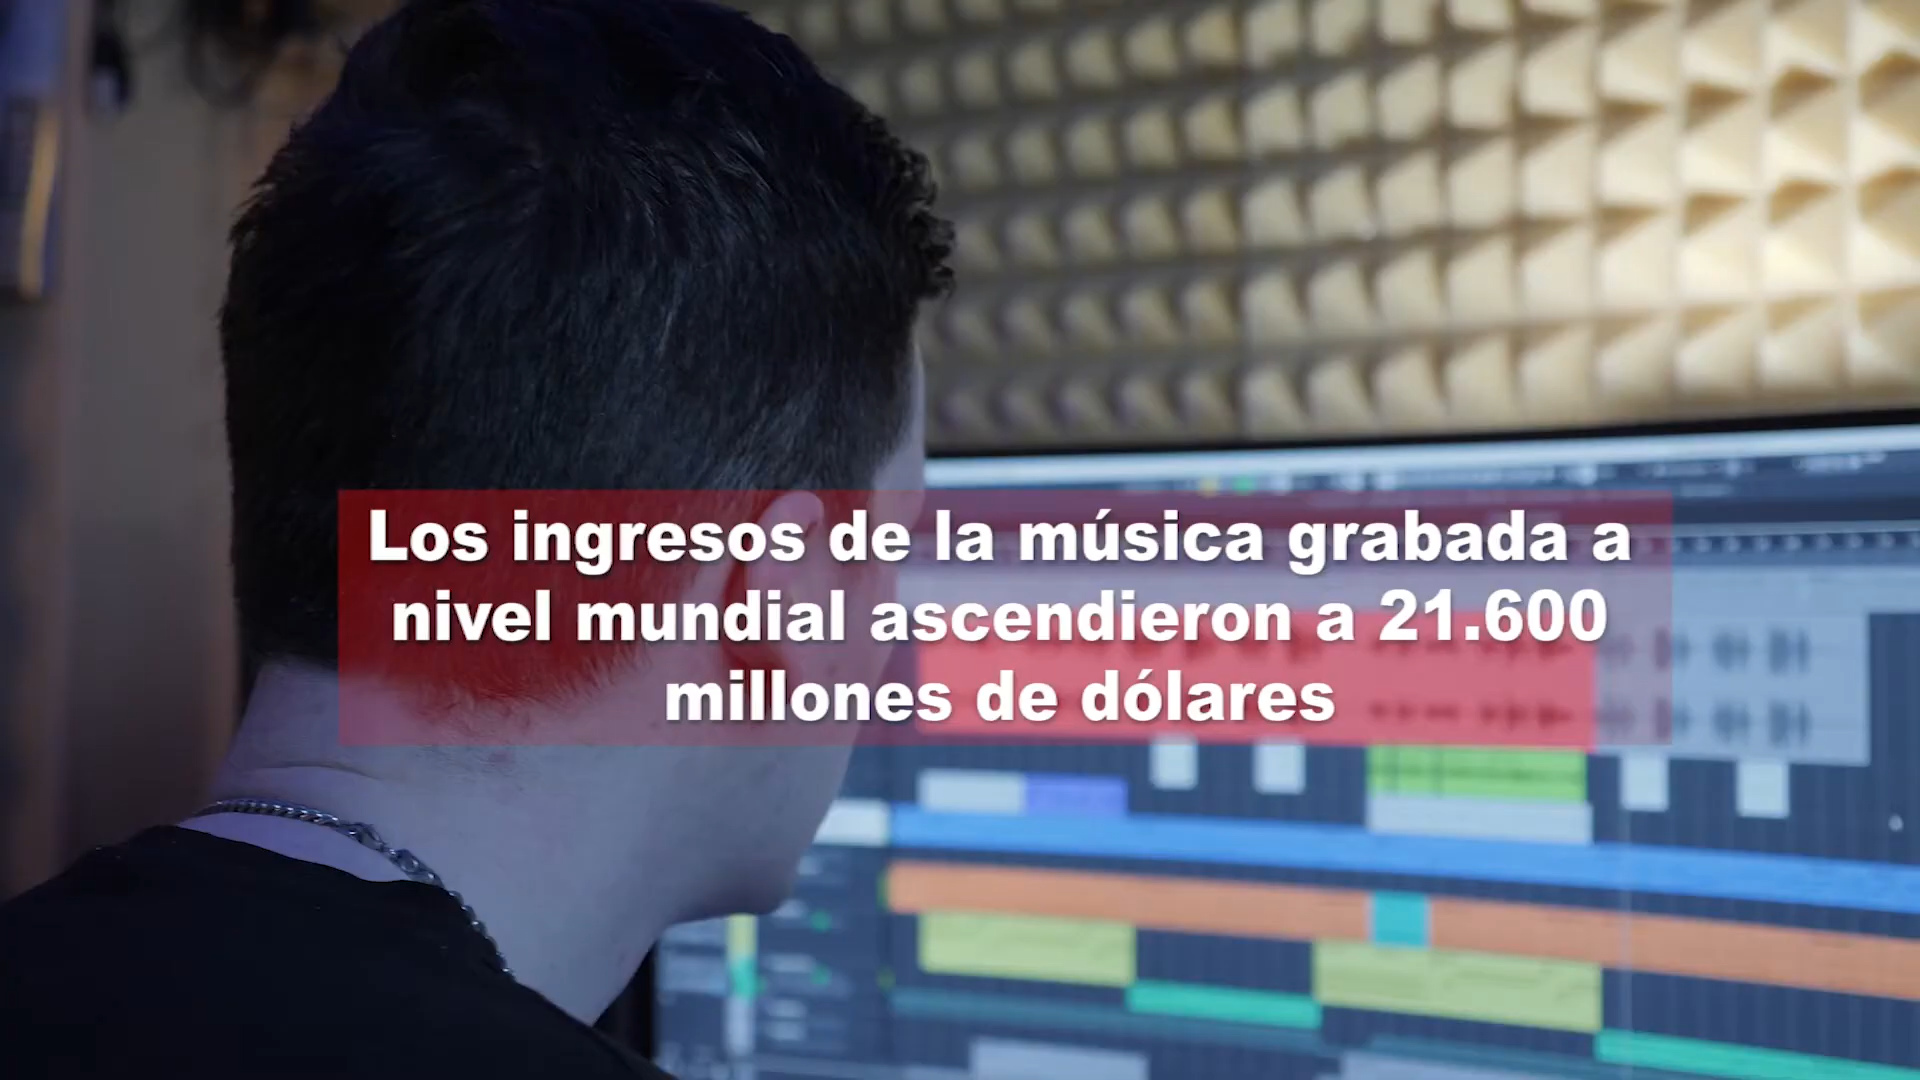 Los ingresos de la música grabada a
nivel mundial ascendieron a 21.600
millones de dólares